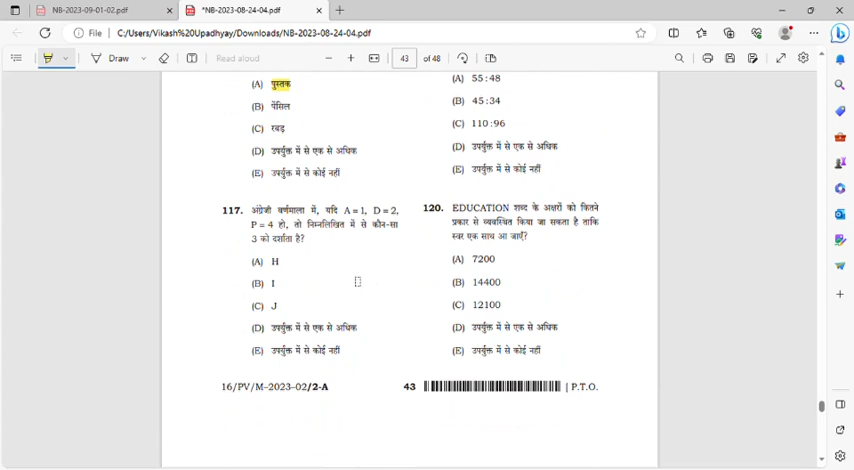 NB-2023-09-01-02.pdf
*NB-2023-08-24-04.pdf
File
C:/Users/Vikash%20Upadhyay/Downloads/NB-2023-08-24-04.pdf
Draw
Read aloud
43
of 48
(A) पुस्तक
(B) पेंसिल
(C) रबड़
(D) उपर्युक्त में से एक से अधिक
(E) उपर्युक्त में से कोई नहीं
117. अंग्रेजी वर्णमाला में, यदि A = 1, D = 2,
P = 4 हो, तो निम्नलिखित में से कौन-सा
3 को दर्शाता है?
(A) H
(B) I
(C) J
(D) उपर्युक्त में से एक से अधिक
(E) उपर्युक्त में से कोई नहीं
(A) 55 : 48
(B) 45 : 34
(C) 110 : 96
(D) उपर्युक्त में से एक से अधिक
(E) उपर्युक्त में से कोई नहीं
120. EDUCATION शब्द के अक्षरों को कितने
प्रकार से व्यवस्थित किया जा सकता है ताकि
स्वर एक साथ आ जाएँ?
(A) 7200
(B) 14400
(C) 12100
(D) उपर्युक्त में से एक से अधिक
(E) उपर्युक्त में से कोई नहीं
16/PV/M-2023-02/2-A
43
[ P.T.O.